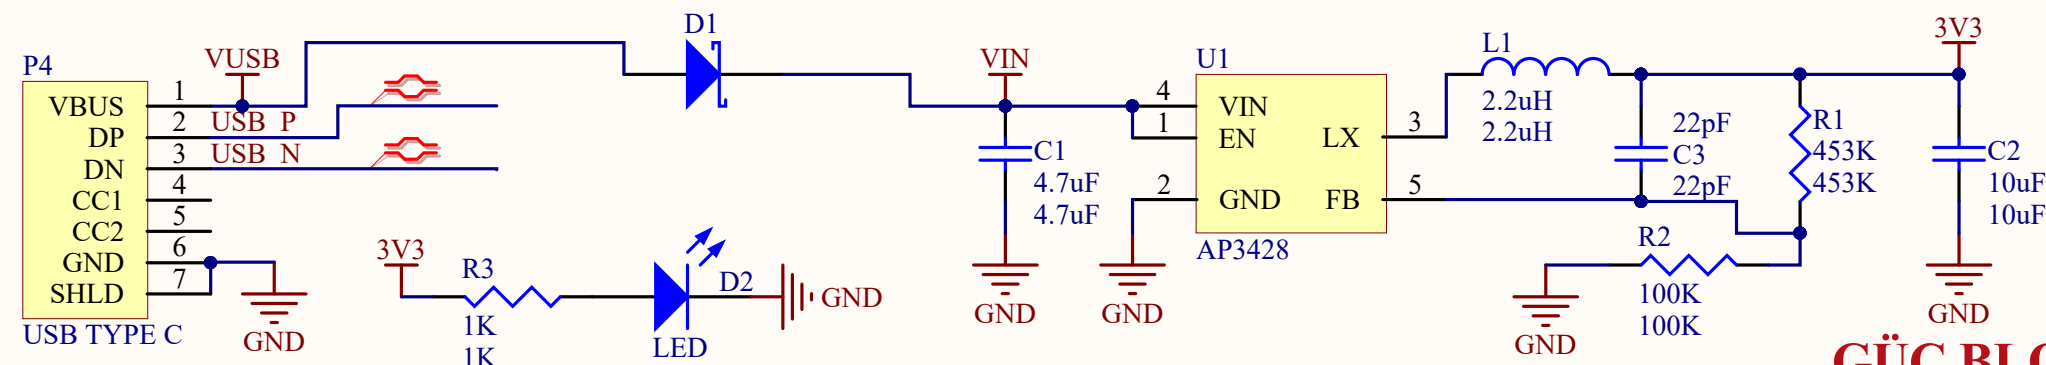 P4
VBUS 1
DP 2
DN 3
CC1 4
CC2 5
GND 6
SHLD 7
USB TYPE C
VUSB
USB P
USB N
GND
3V3
R3
1K
1K
D2
LED
GND
D1
VIN
C1
4.7uF
4.7uF
GND
U1
4 VIN
1 EN
2 GND
LX 3
FB 5
AP3428
GND
L1
2.2uH
2.2uH
22pF
C3
22pF
R1
453K
453K
R2
100K
100K
GND
3V3
C2
10uF
10uF
GND